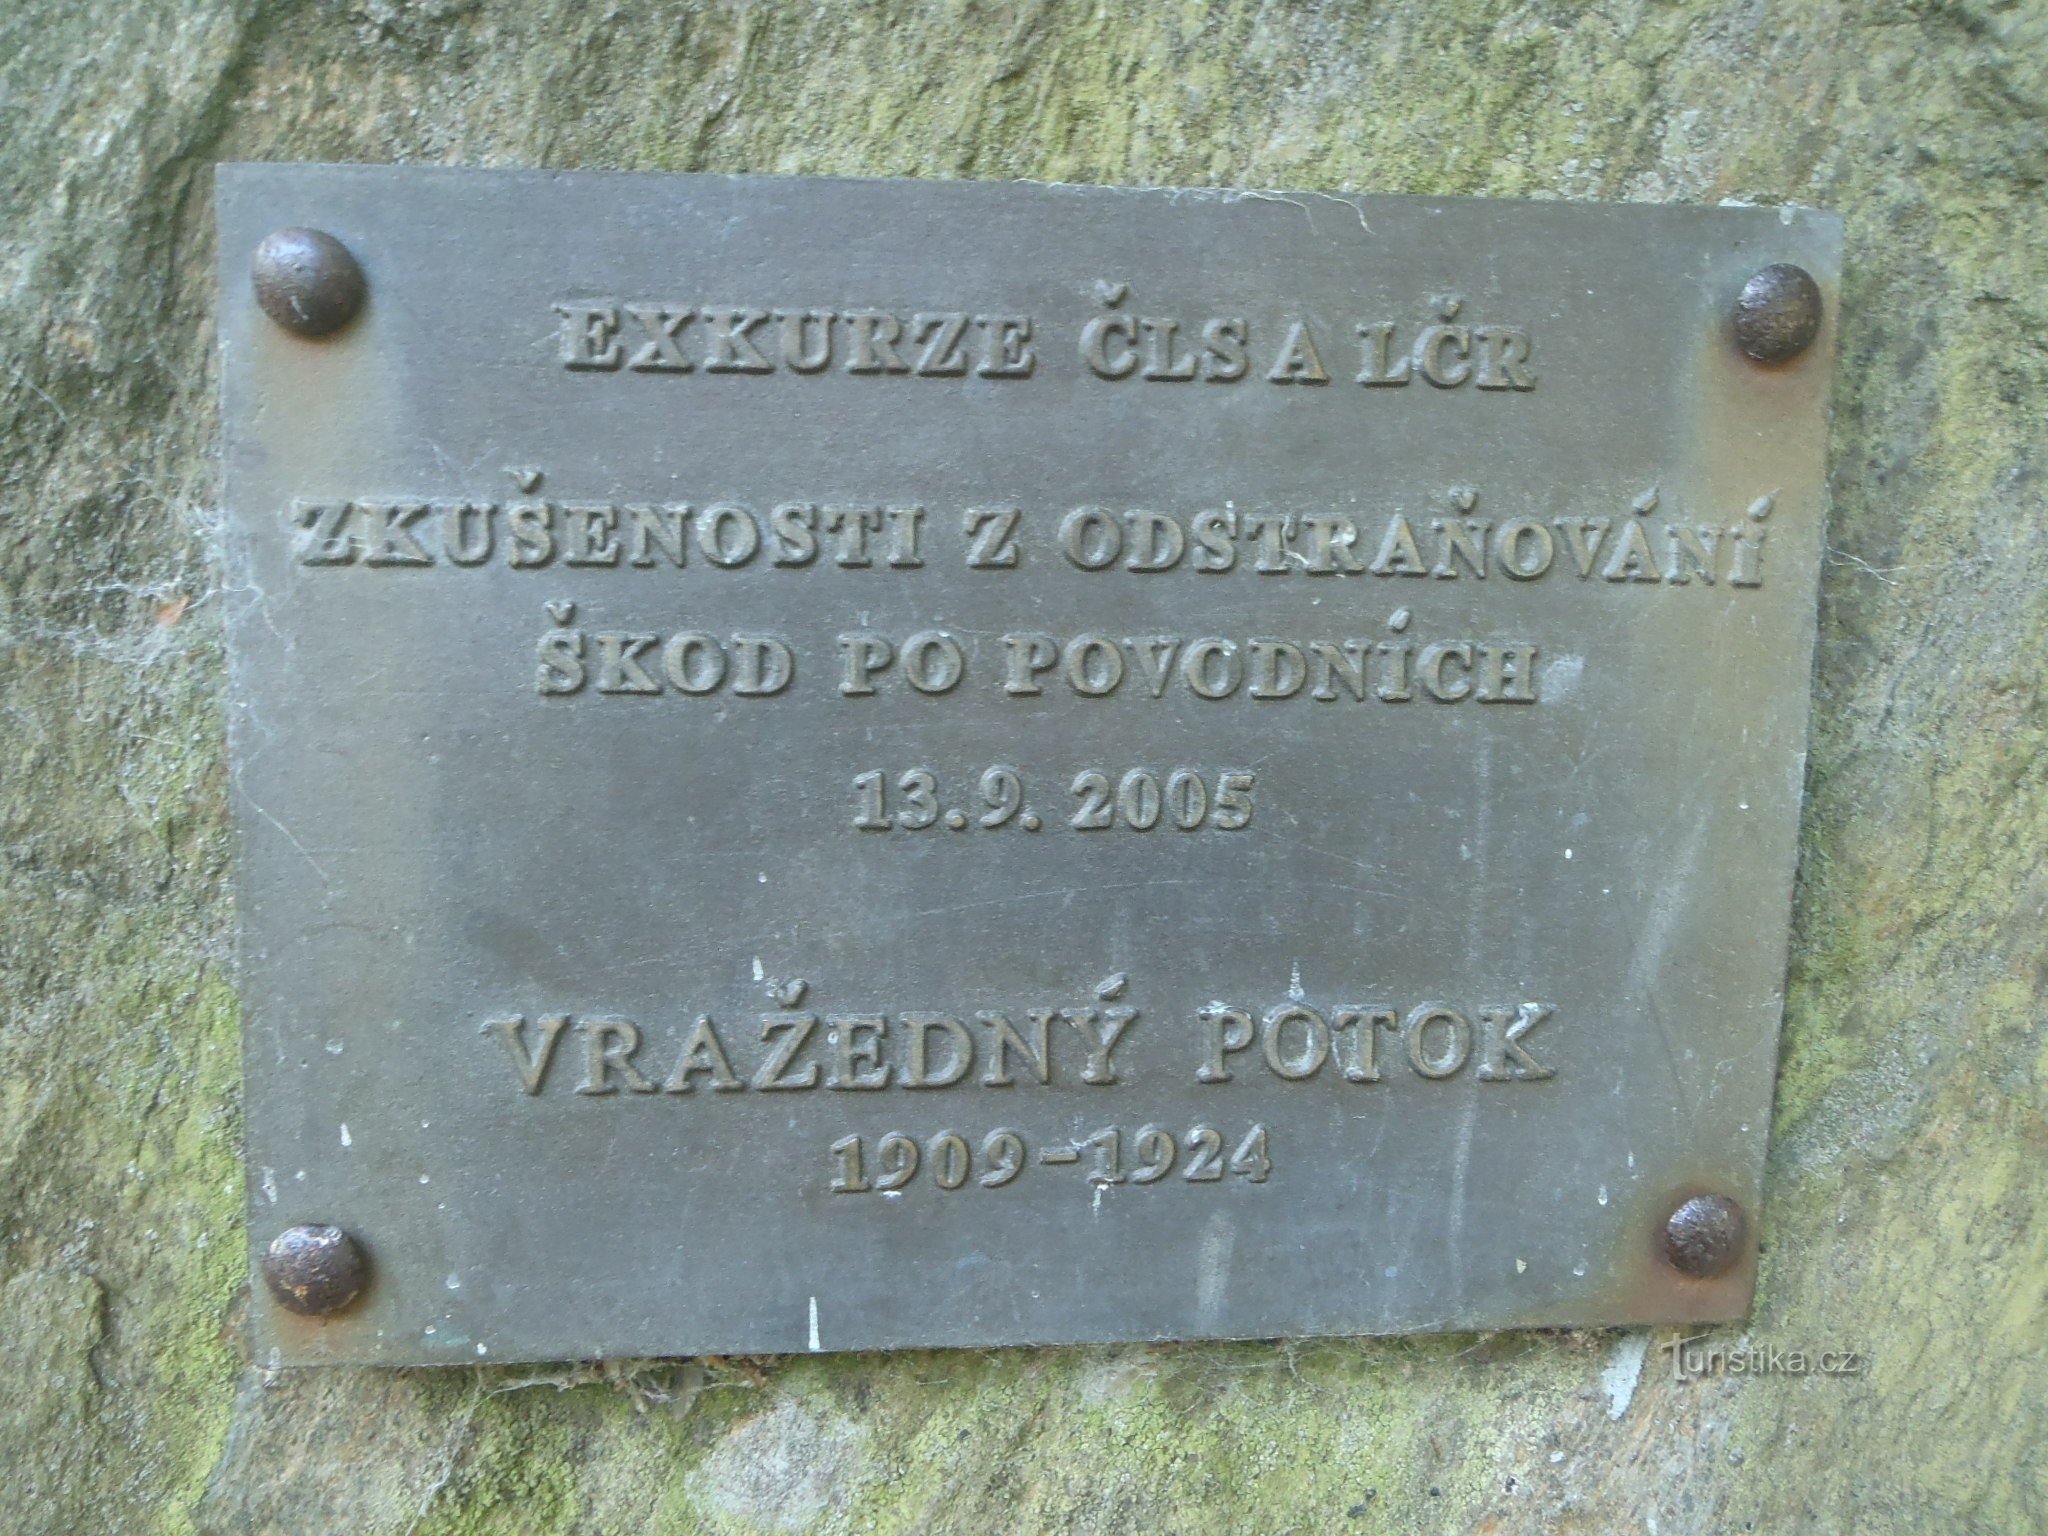 EXKURZE ČLS A LČR
ZKUŠENOSTI Z ODSTRAŇOVÁNÍ
ŠKOD PO POVODNÍCH
13.9.2005
VRAŽEDNÝ POTOK
1909-1924
Turistika.cz